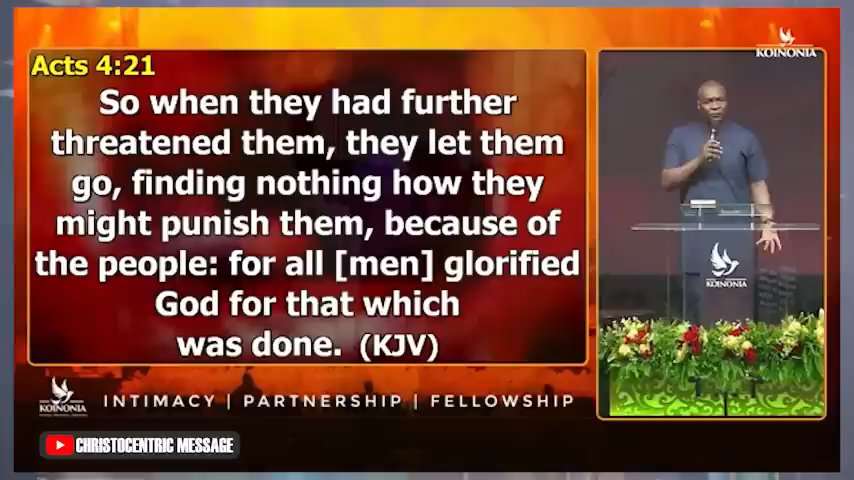 Acts 4:21
So when they had further
threatened them, they let them
go, finding nothing how they
might punish them, because of
the people: for all [men] glorified
God for that which
was done. (KJV)
KOINONIA
KOINONIA
KOINONIA
INTIMACY | PARTNERSHIP | FELLOWSHIP
CHRISTOCENTRIC MESSAGE